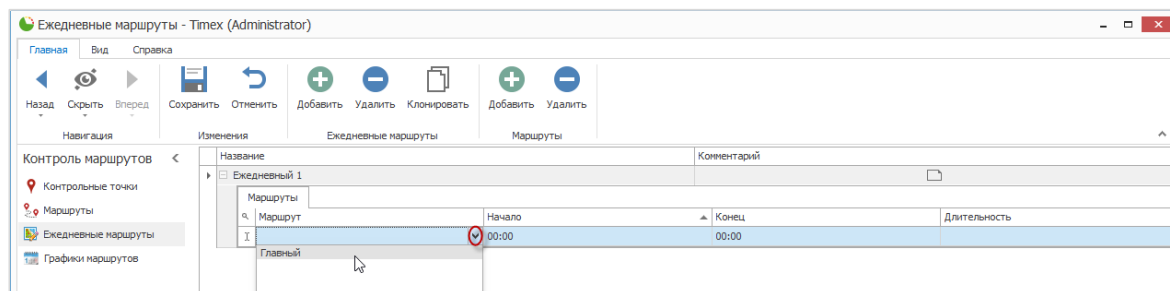 Ежедневные маршруты - Timex (Administrator)
Главная Вид Справка
Назад Скрыть Вперед Сохранить Отменить Добавить Удалить Клонировать Добавить Удалить
Навигация Изменения Ежедневные маршруты Маршруты
Контроль маршрутов
Контрольные точки
Маршруты
Ежедневные маршруты
Графики маршрутов
Название Комментарий
Ежедневный 1
Маршруты
Маршрут Начало Конец Длительность
00:00 00:00
Главный